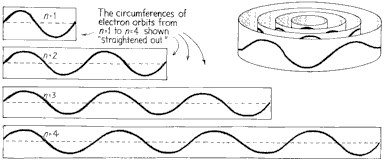 n=1
The circumferences of
electron orbits from
n=1 to n=4 shown
"straightened out"
n=2
n=3
n=4